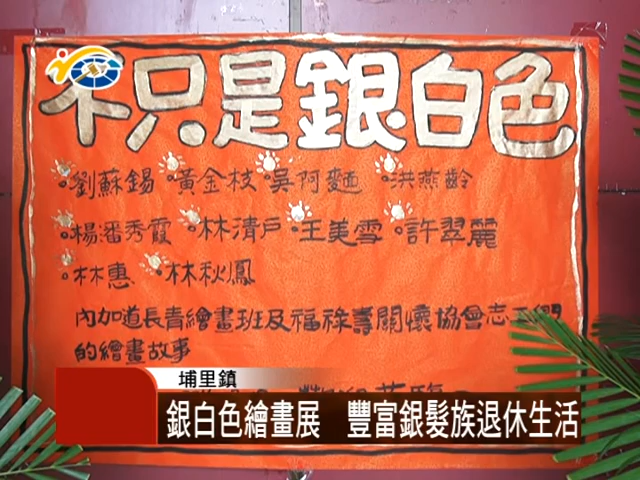 不只是銀白色
劉蘇錫 黃金枝 吳阿麵 洪燕齡
楊潘秀霞 林清戶 王美雪 許翠麗
林惠 林秋鳳
內加道長青繪畫班及福祿壽關懷協會志工們
的繪畫故事
埔里鎮
銀白色繪畫展 豐富銀髮族退休生活